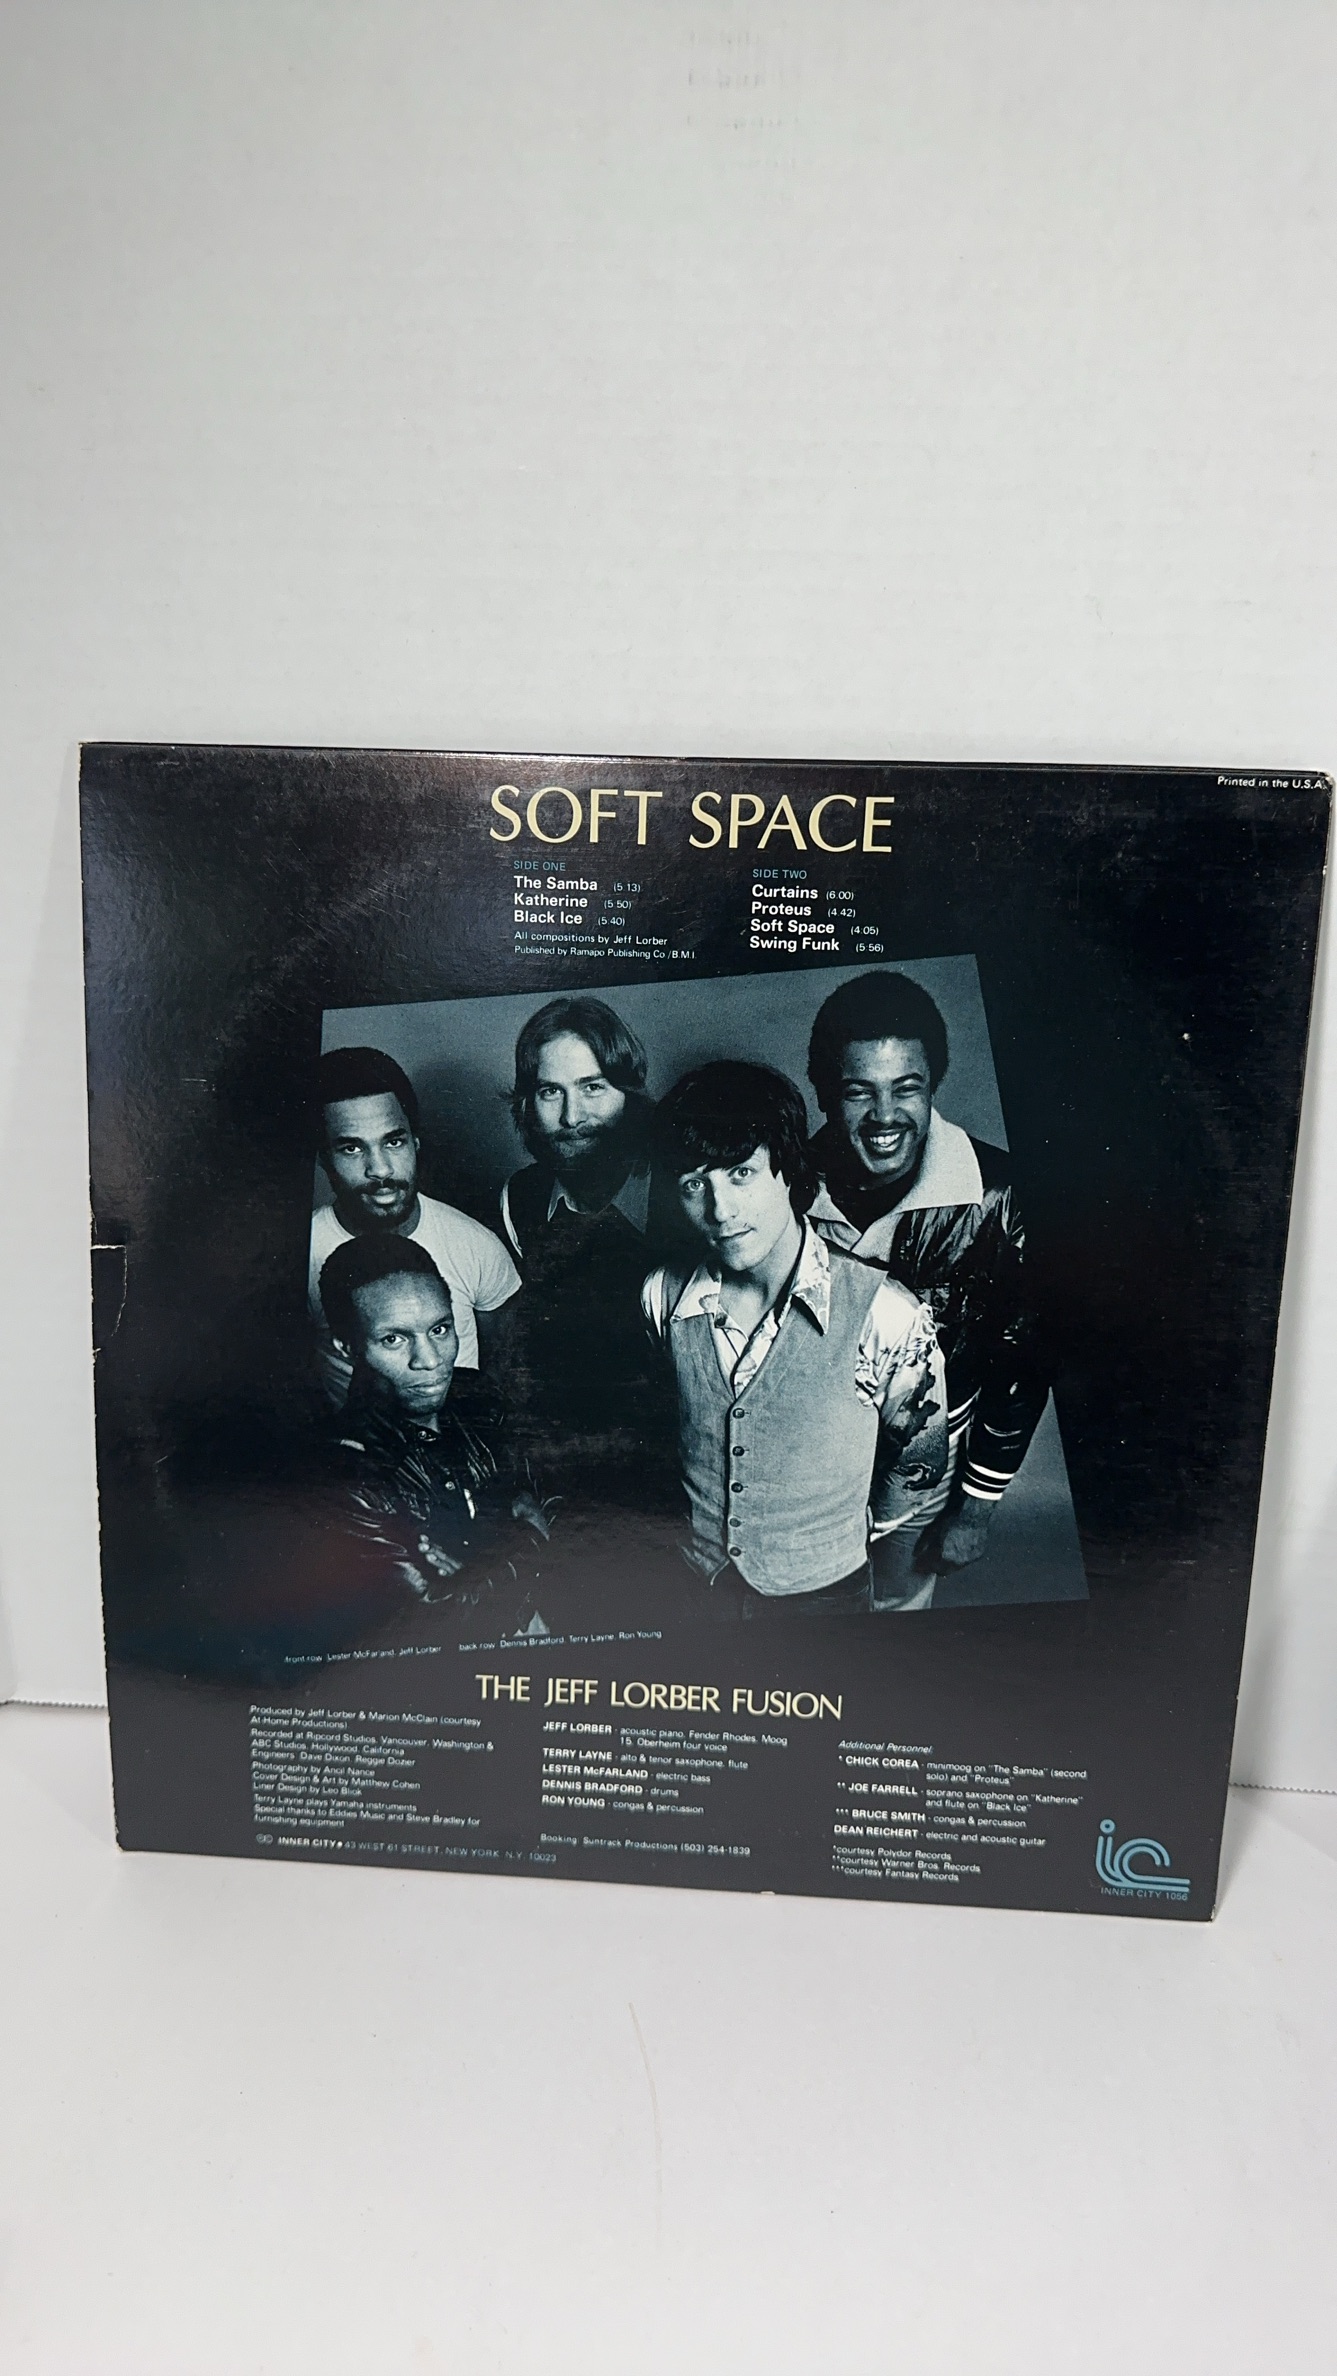 Printed in the U.S.A.
SOFT SPACE
SIDE ONE
The Samba (5:13)
Katherine (5:50)
Black Ice (5:40)
All compositions by Jeff Lorber
Published by Ramapo Publishing Co./B.M.I.
SIDE TWO
Curtains (6:00)
Proteus (4:42)
Soft Space (4:05)
Swing Funk (5:56)
front row: Lester McFarland, Jeff Lorber back row: Dennis Bradford, Terry Layne, Ron Young
THE JEFF LORBER FUSION
Produced by Jeff Lorber & Marlon McClain (courtesy
At-Home Productions)
Recorded at Ripcord Studios, Vancouver, Washington &
ABC Studios, Hollywood, California
Engineers: Dave Dixon, Reggie Dozier
Photography by Ancil Nance
Cover Design & Art by Matthew Cohen
Liner Design by Leo Blick
Terry Layne plays Yamaha instruments
Special thanks to Eddies Music and Steve Bradley for
furnishing equipment
INNER CITY 43 WEST 61 STREET, NEW YORK, N.Y. 10023
JEFF LORBER - acoustic piano, Fender Rhodes, Moog
15, Oberheim four voice
TERRY LAYNE - alto & tenor saxophone, flute
LESTER McFARLAND - electric bass
DENNIS BRADFORD - drums
RON YOUNG - congas & percussion
Booking: Suntrack Productions (503) 254-1839
Additional Personnel:
* CHICK COREA - minimoog on "The Samba" (second
solo) and "Proteus"
** JOE FARRELL - soprano saxophone on "Katherine"
and flute on "Black Ice"
*** BRUCE SMITH - congas & percussion
DEAN REICHERT - electric and acoustic guitar
*courtesy Polydor Records
**courtesy Warner Bros. Records
***courtesy Fantasy Records
ic
INNER CITY 1056